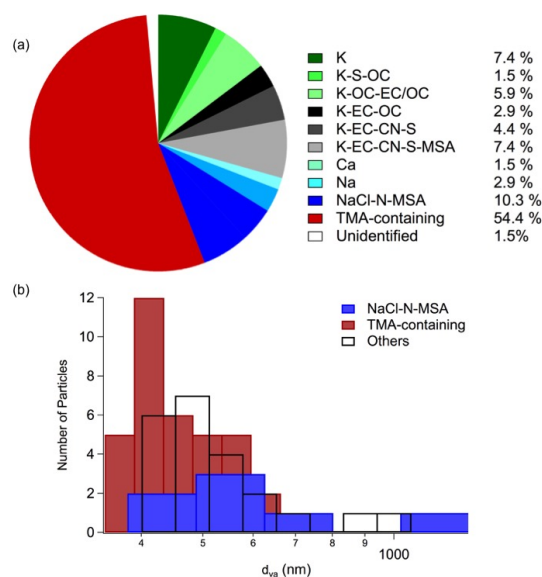 (a)
K 7.4 %
K-S-OC 1.5 %
K-OC-EC/OC 5.9 %
K-EC-OC 2.9 %
K-EC-CN-S 4.4 %
K-EC-CN-S-MSA 7.4 %
Ca 1.5 %
Na 2.9 %
NaCl-N-MSA 10.3 %
TMA-containing 54.4 %
Unidentified 1.5%
(b)
NaCl-N-MSA
TMA-containing
Others
Number of Particles
12
10
8
6
4
2
0
4 5 6 7 8 9 1000
dva (nm)